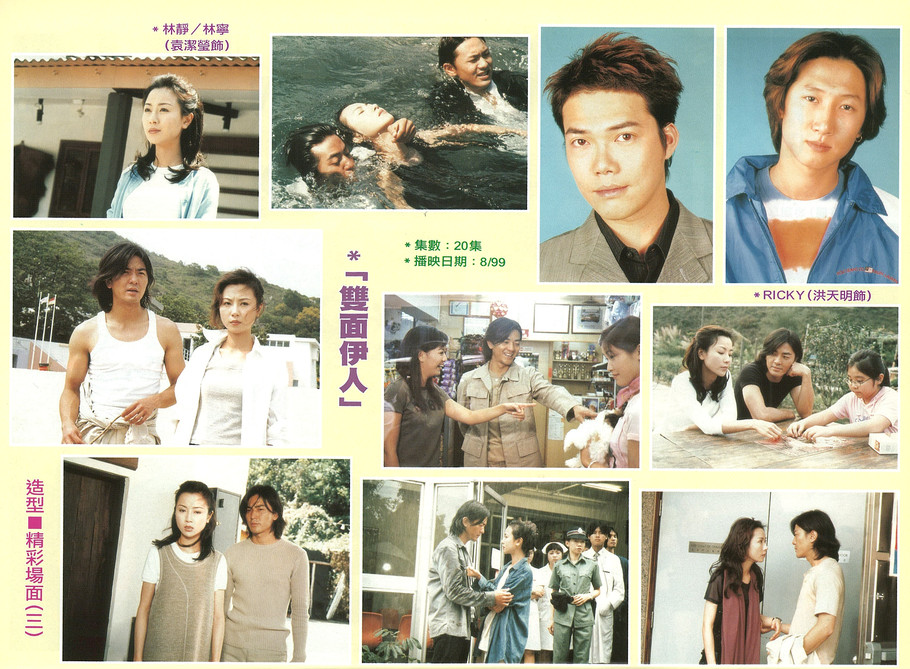 * 林靜／林寧
(袁潔瑩飾)
* 集數：20集
* 播映日期：8/99
*「雙面伊人」
* RICKY (洪天明飾)
造型■精彩場面(三)